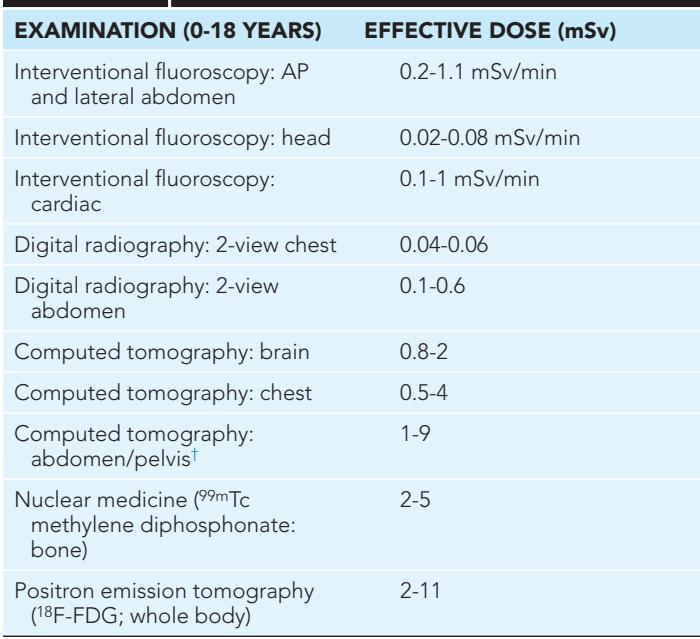 EXAMINATION (0-18 YEARS) EFFECTIVE DOSE (mSv)
Interventional fluoroscopy: AP 0.2-1.1 mSv/min
and lateral abdomen
Interventional fluoroscopy: head 0.02-0.08 mSv/min
Interventional fluoroscopy: 0.1-1 mSv/min
cardiac
Digital radiography: 2-view chest 0.04-0.06
Digital radiography: 2-view 0.1-0.6
abdomen
Computed tomography: brain 0.8-2
Computed tomography: chest 0.5-4
Computed tomography: 1-9
abdomen/pelvis†
Nuclear medicine (99mTc 2-5
methylene diphosphonate:
bone)
Positron emission tomography 2-11
(18F-FDG; whole body)